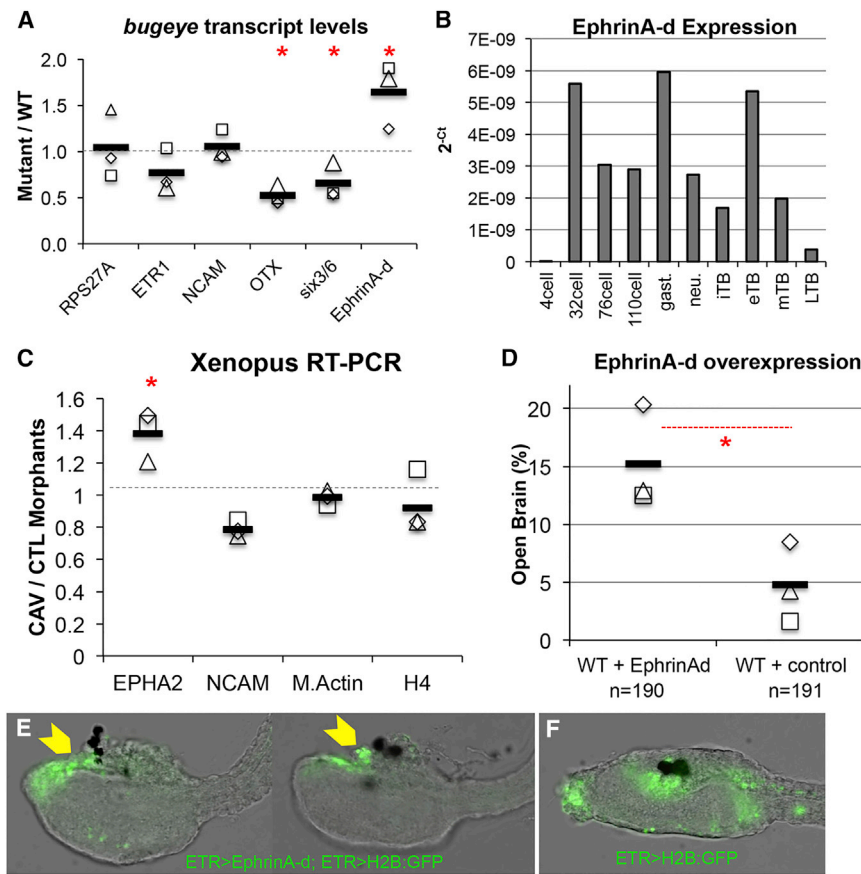 A
bugeye transcript levels
* * *
Mutant / WT
2.0
1.5
1.0
0.5
0.0
RPS27A
ETR1
NCAM
OTX
six3/6
EphrinA-d
B
EphrinA-d Expression
2^-Ct
7E-09
6E-09
5E-09
4E-09
3E-09
2E-09
1E-09
0
4cell
32cell
76cell
110cell
gast.
neu.
iTB
eTB
mTB
LTB
C
Xenopus RT-PCR
*
CAV / CTL Morphants
1.6
1.4
1.2
1
0.8
0.6
0.4
0.2
0
EPHA2
NCAM
M.Actin
H4
D
EphrinA-d overexpression
Open Brain (%)
20
15
10
5
0
*
WT + EphrinAd
n=190
WT + control
n=191
E
ETR>EphrinA-d; ETR>H2B:GFP
F
ETR>H2B:GFP